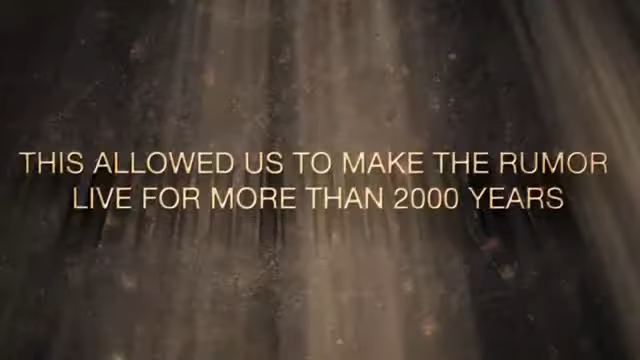 THIS ALLOWED US TO MAKE THE RUMOR
LIVE FOR MORE THAN 2000 YEARS